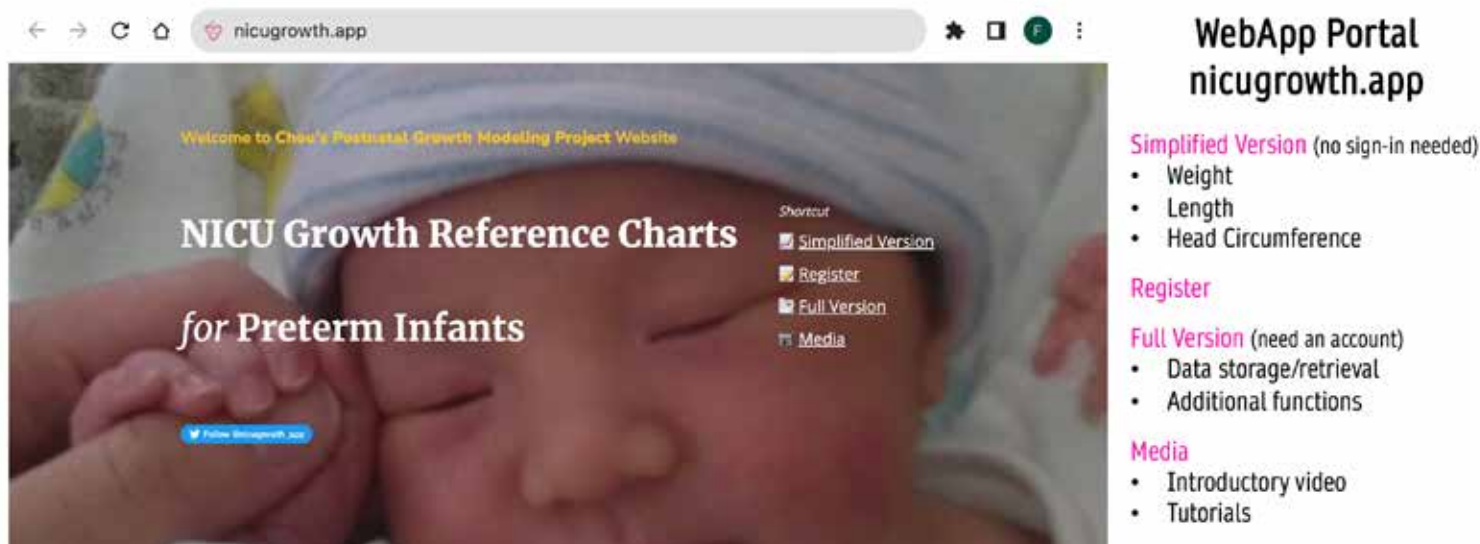 nicugrowth.app
F
Welcome to Chou's Postnatal Growth Modeling Project Website
NICU Growth Reference Charts
for Preterm Infants
Shortcut
Simplified Version
Register
Full Version
Media
Follow @nicugrowth_app
WebApp Portal
nicugrowth.app
Simplified Version (no sign-in needed)
• Weight
• Length
• Head Circumference
Register
Full Version (need an account)
• Data storage/retrieval
• Additional functions
Media
• Introductory video
• Tutorials